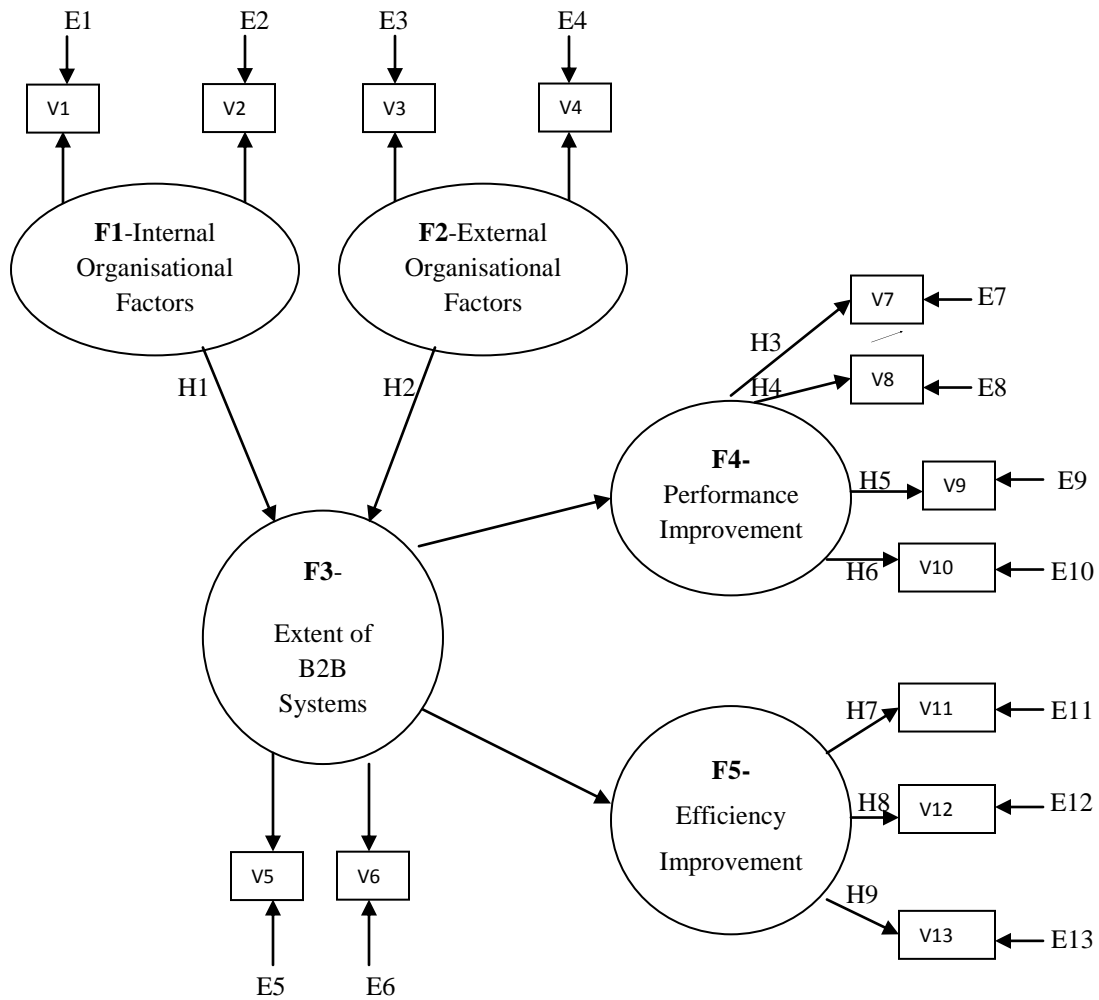 E1
E2
E3
E4
V1
V2
V3
V4
F1-Internal
Organisational
Factors
F2-External
Organisational
Factors
H1
H2
F3-
Extent of
B2B
Systems
V5
V6
E5
E6
F4-
Performance
Improvement
H3
H4
H5
H6
V7
E7
V8
E8
V9
E9
V10
E10
F5-
Efficiency
Improvement
H7
H8
H9
V11
E11
V12
E12
V13
E13